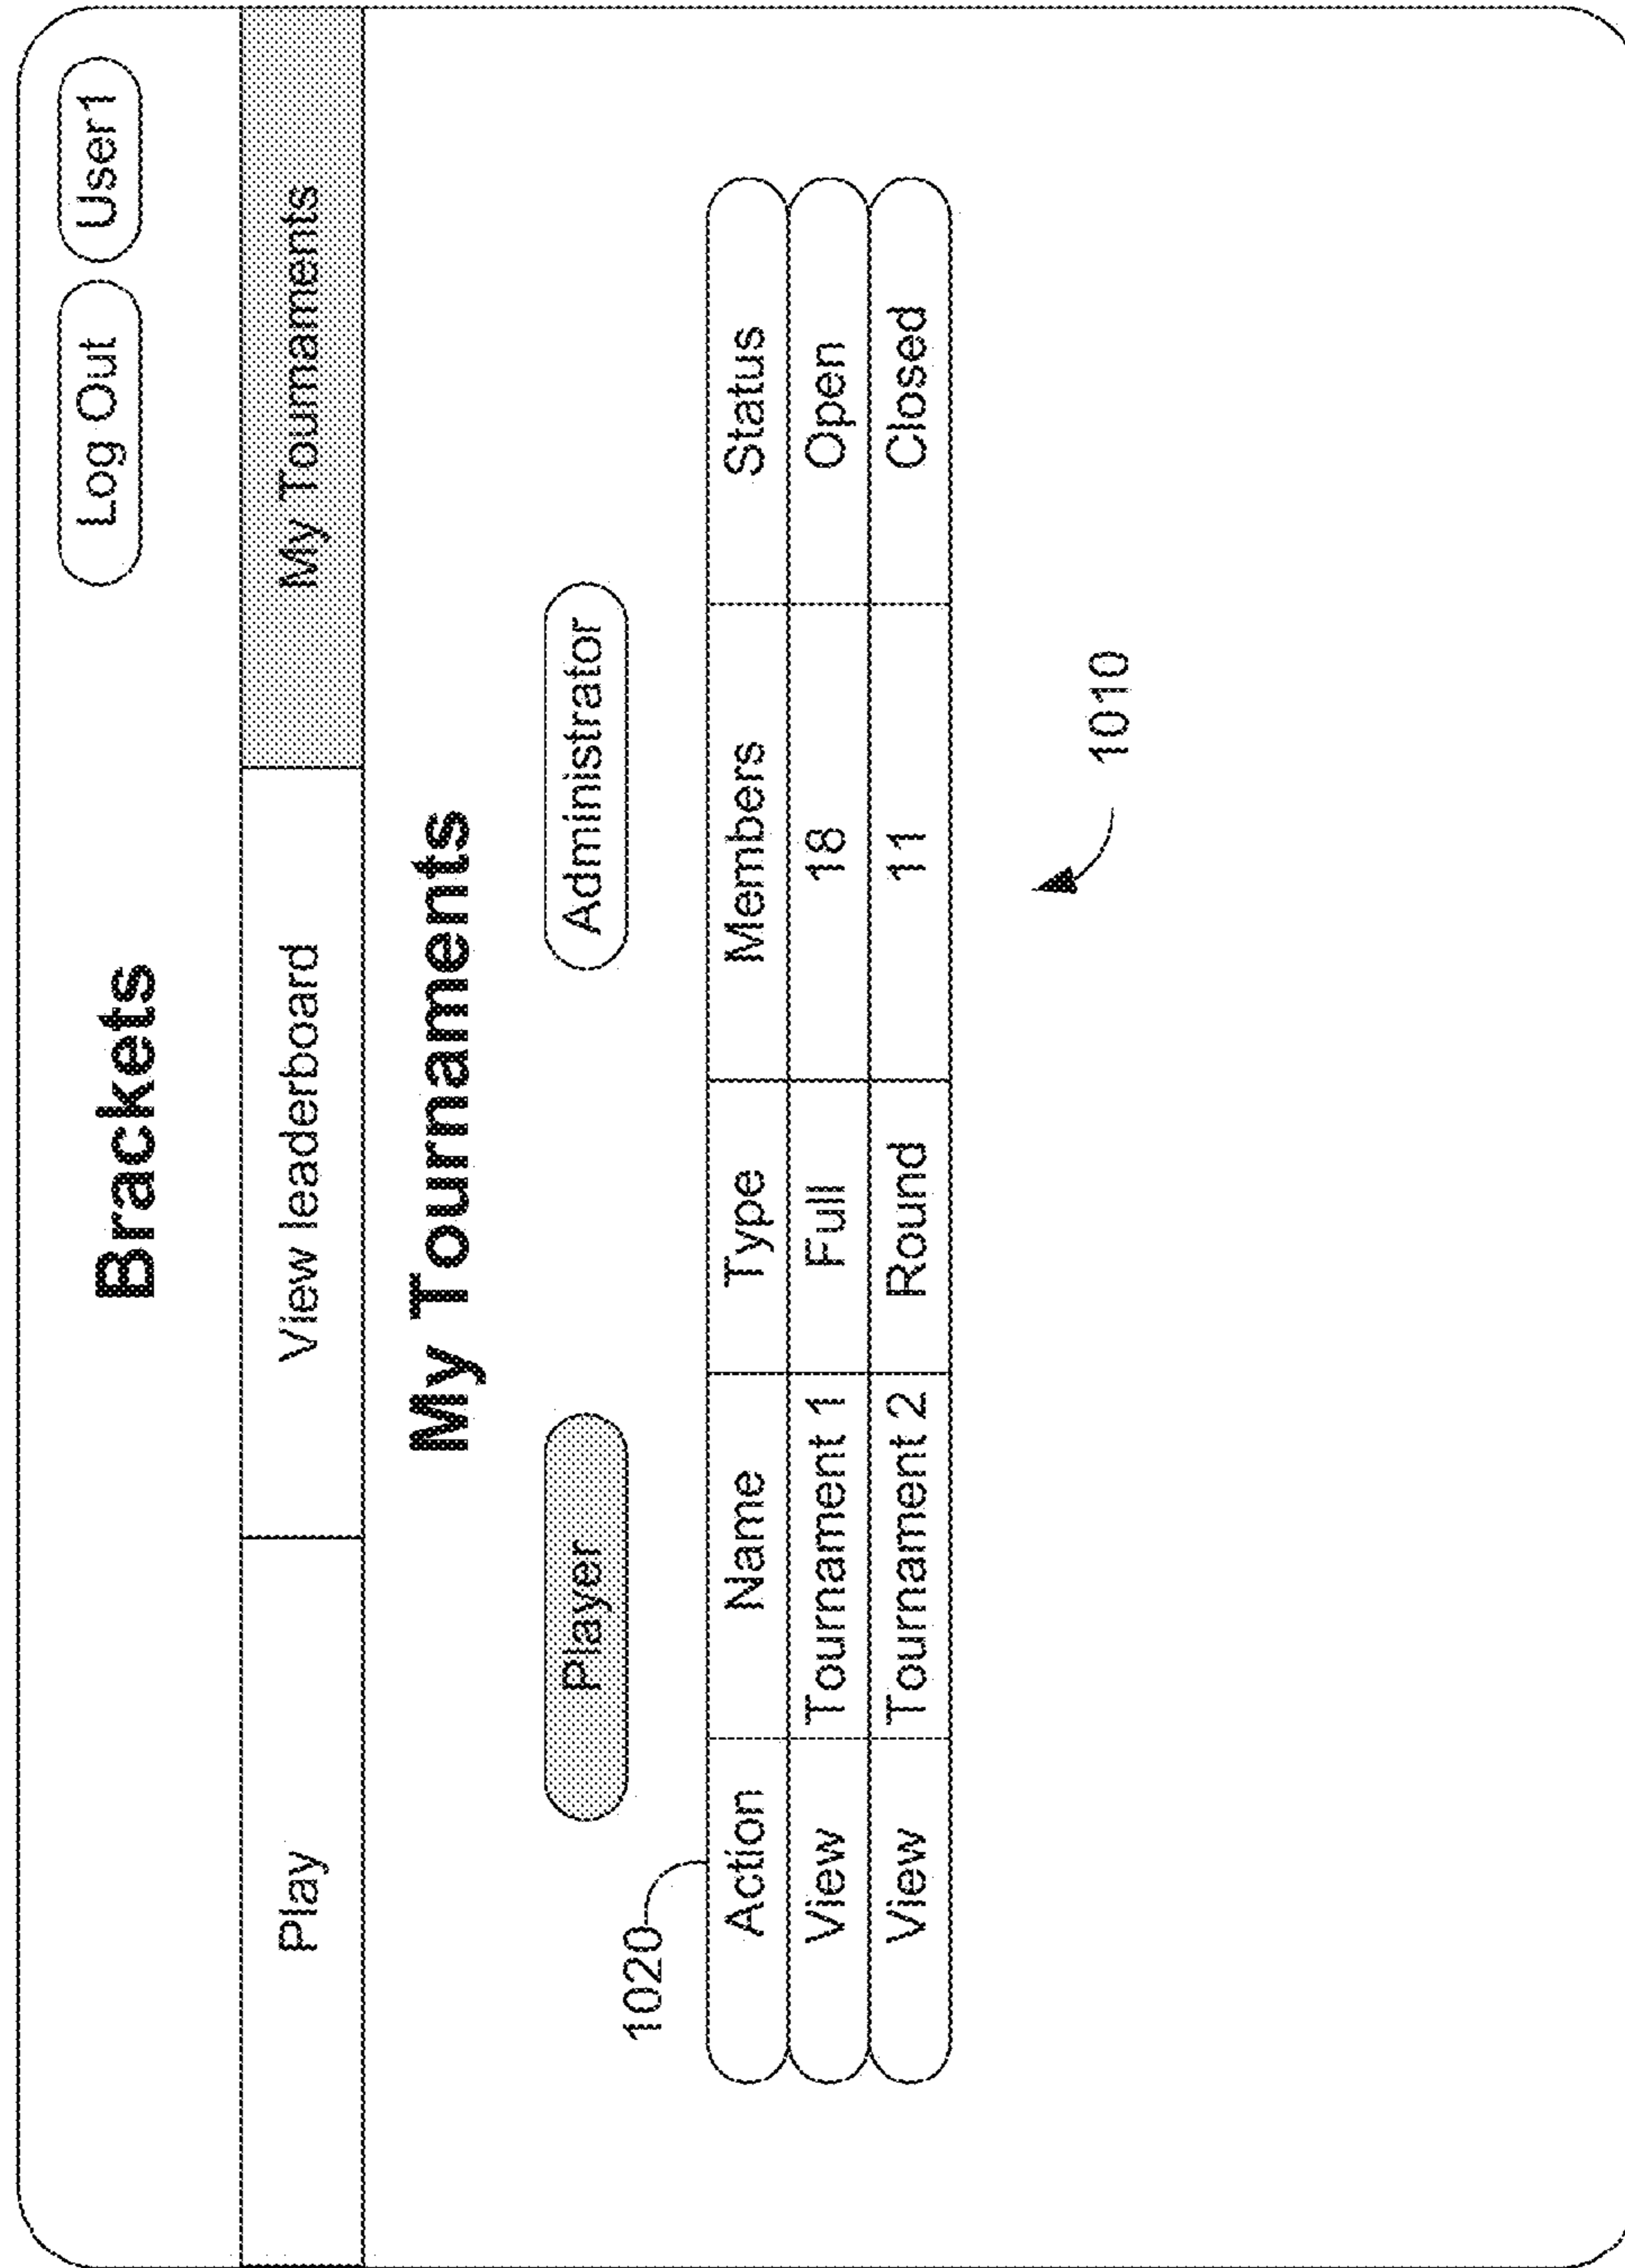 Brackets Log Out User1
Play View leaderboard My Tournaments
My Tournaments
Player Administrator
1020
Action Name Type Members Status
View Tournament 1 Full 18 Open
View Tournament 2 Round 11 Closed
1010